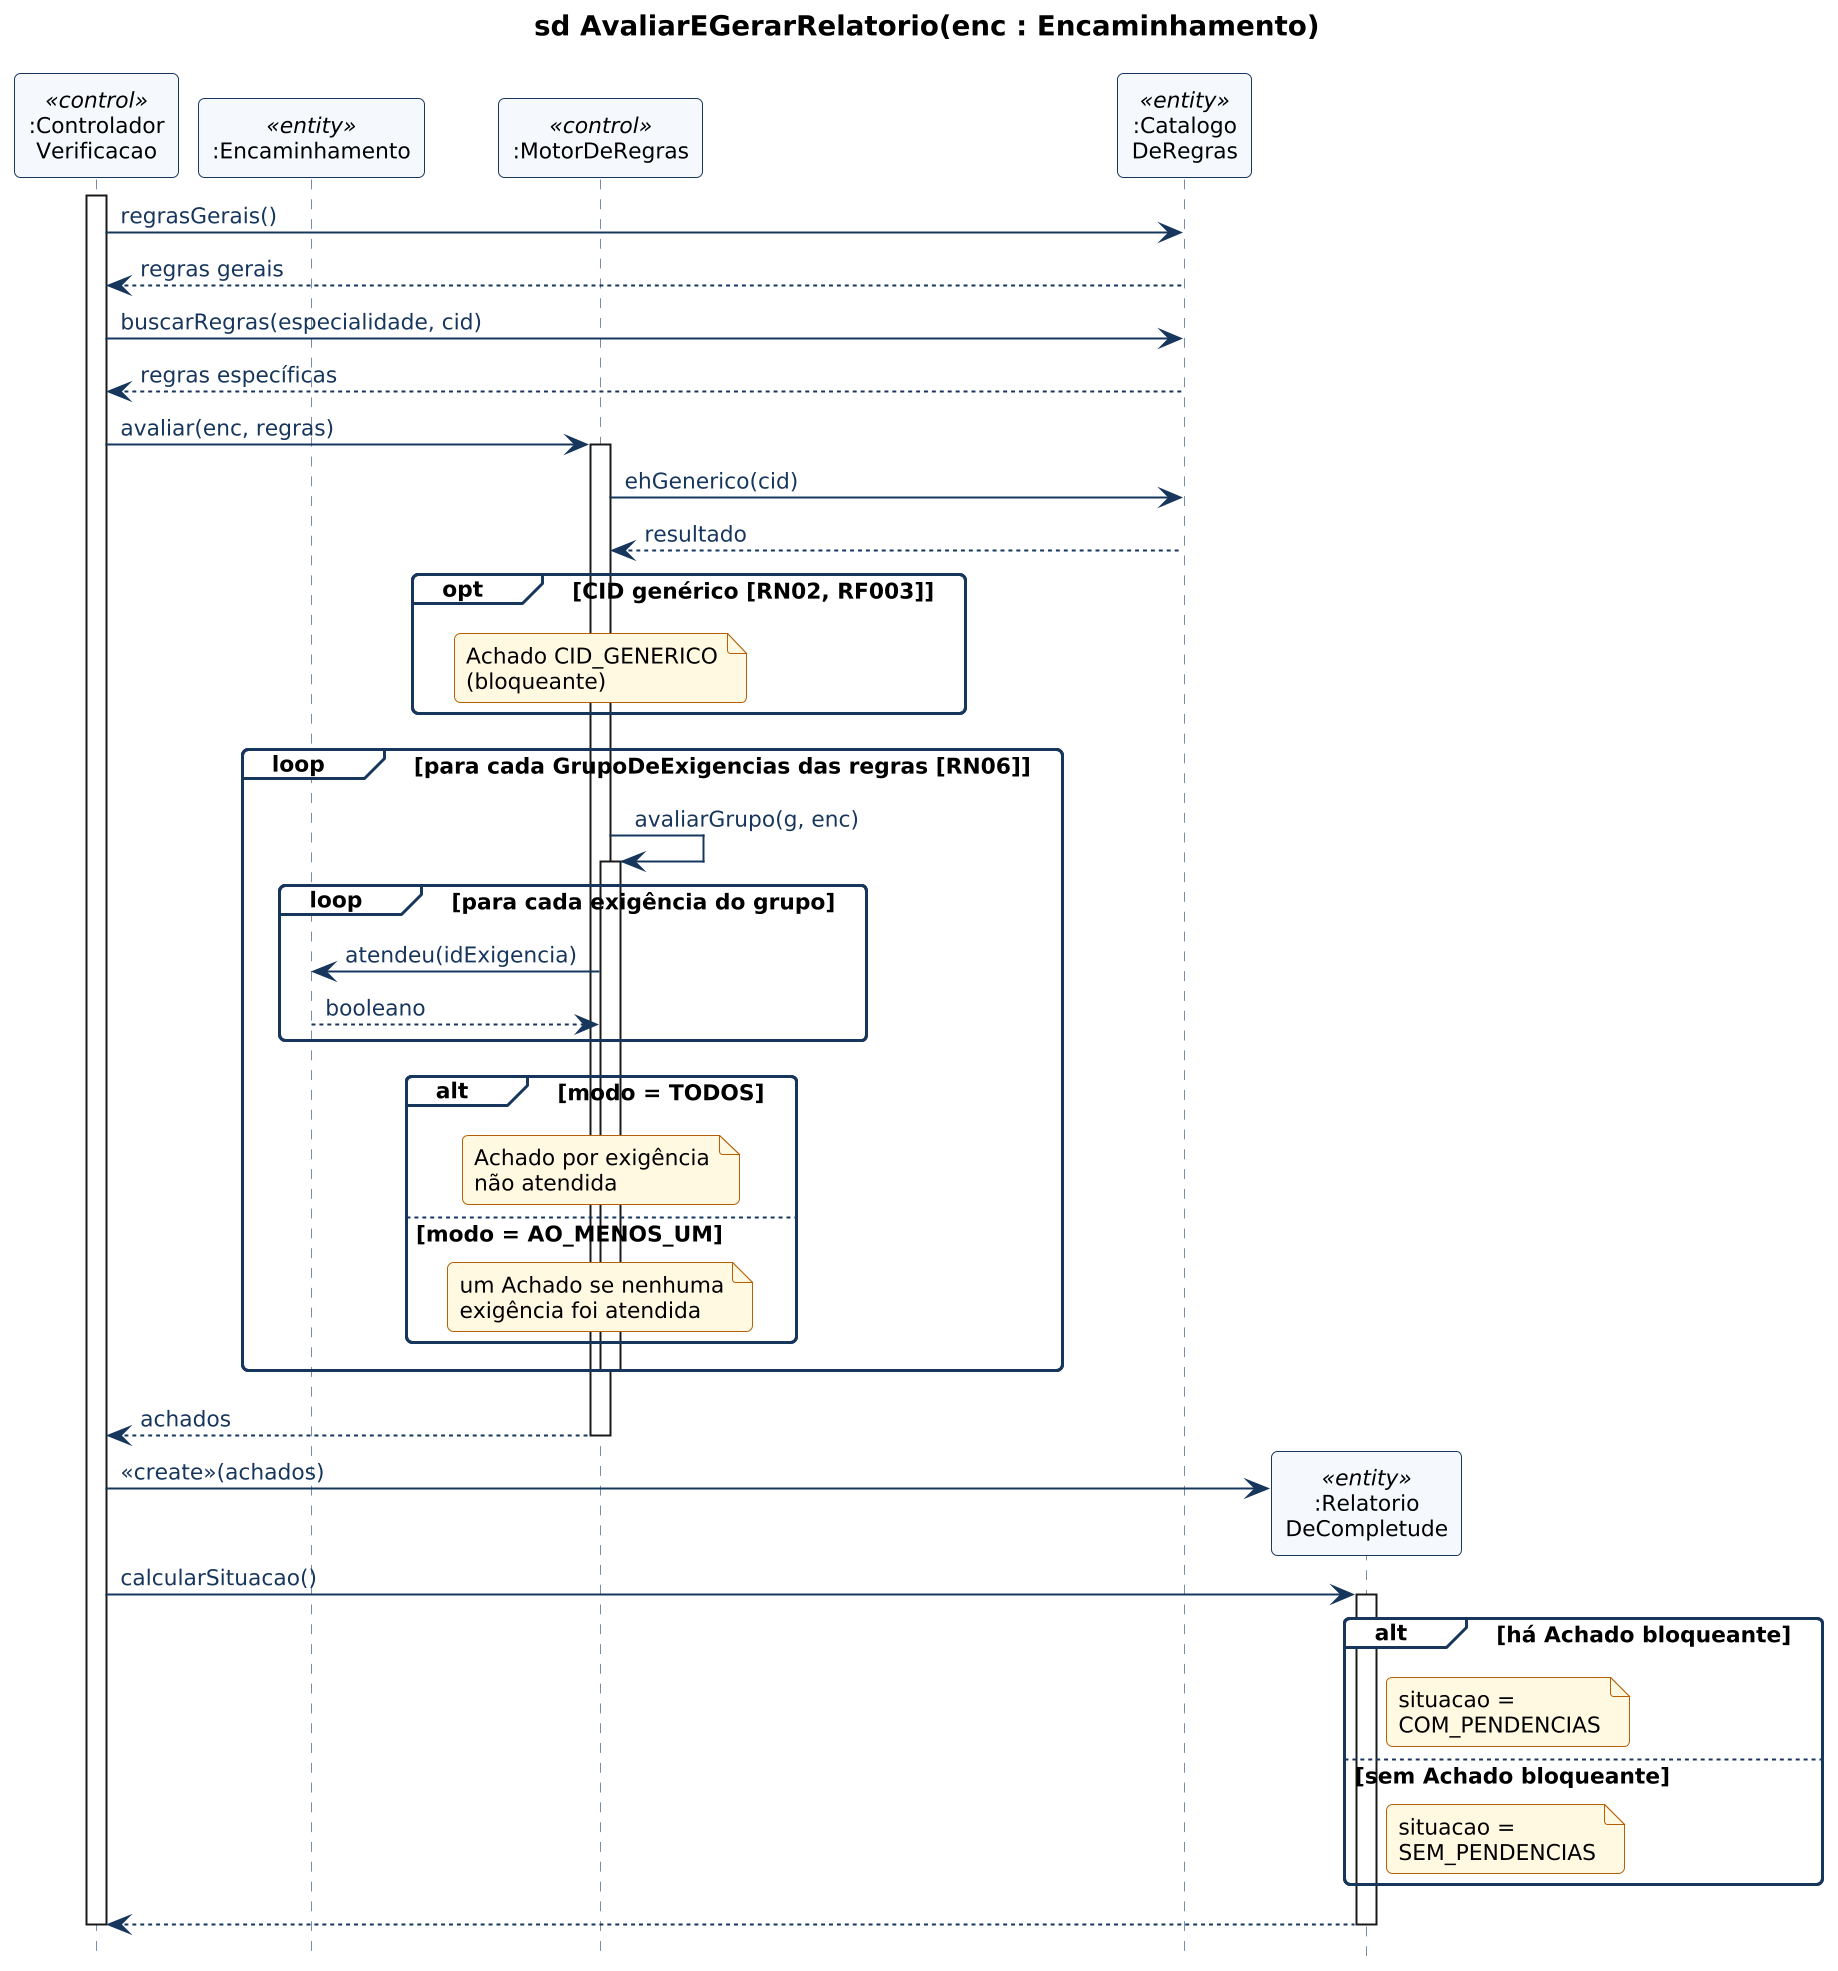 sd AvaliarEGerarRelatorio(enc : Encaminhamento)
«control»
:Controlador
Verificacao
«entity»
:Encaminhamento
«control»
:MotorDeRegras
«entity»
:Catalogo
DeRegras
regrasGerais()
regras gerais
buscarRegras(especialidade, cid)
regras específicas
avaliar(enc, regras)
ehGenerico(cid)
resultado
opt [CID genérico [RN02, RF003]]
Achado CID_GENERICO
(bloqueante)
loop [para cada GrupoDeExigencias das regras [RN06]]
avaliarGrupo(g, enc)
loop [para cada exigência do grupo]
atendeu(idExigencia)
booleano
alt [modo = TODOS]
Achado por exigência
não atendida
[modo = AO_MENOS_UM]
um Achado se nenhuma
exigência foi atendida
achados
«create»(achados)
«entity»
:Relatorio
DeCompletude
calcularSituacao()
alt [há Achado bloqueante]
situacao =
COM_PENDENCIAS
[sem Achado bloqueante]
situacao =
SEM_PENDENCIAS